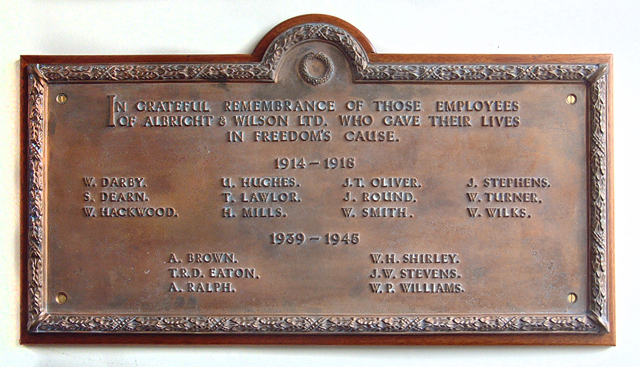 IN GRATEFUL REMEMBRANCE OF THOSE EMPLOYEES
OF ALBRIGHT & WILSON LTD. WHO GAVE THEIR LIVES
IN FREEDOM'S CAUSE.
1914 - 1918
W. DARBY. U. HUGHES. J.T. OLIVER. J. STEPHENS.
S. DEARN. T. LAWLOR. J. ROUND. W. TURNER.
W. HACKWOOD. H. MILLS. W. SMITH. W. WILKS.
1939 - 1945
A. BROWN. W.H. SHIRLEY.
T.R.D. EATON. J.W. STEVENS.
A. RALPH. W.P. WILLIAMS.